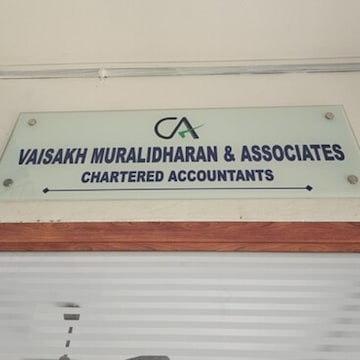 CA
VAISAKH MURALIDHARAN & ASSOCIATES
CHARTERED ACCOUNTANTS